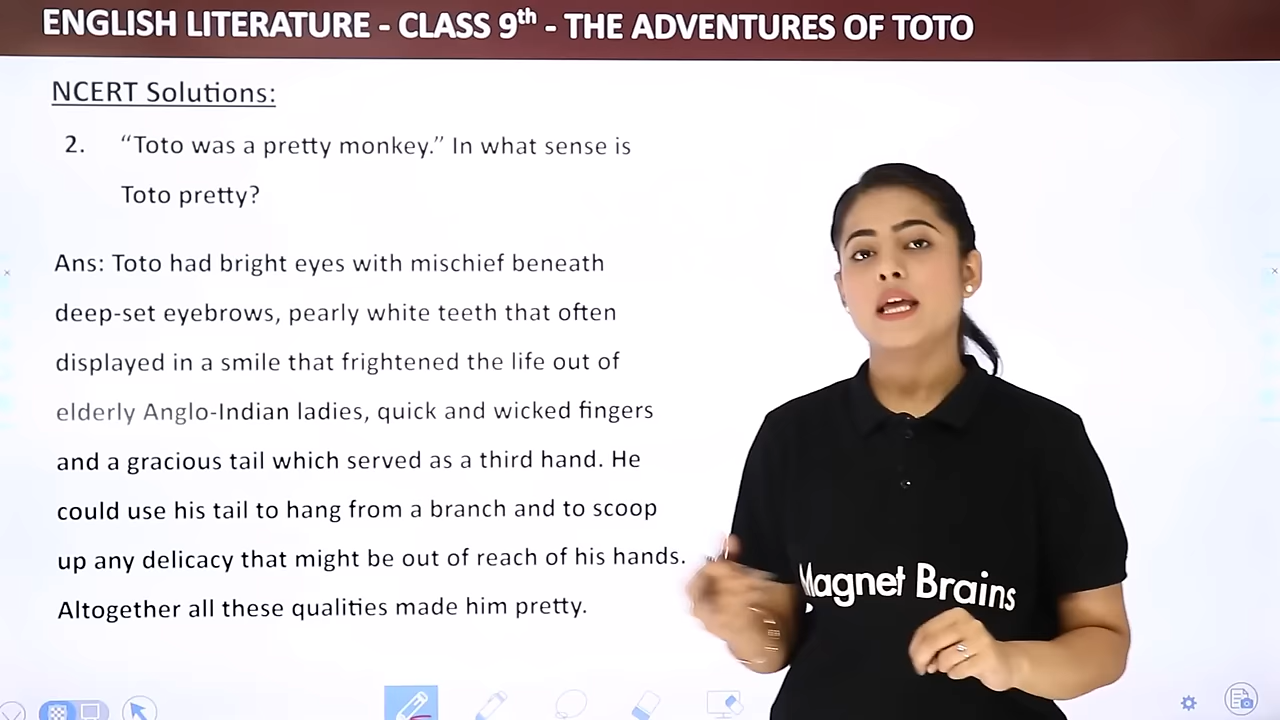 ENGLISH LITERATURE - CLASS 9th - THE ADVENTURES OF TOTO
NCERT Solutions:
2. “Toto was a pretty monkey.” In what sense is
Toto pretty?
Ans: Toto had bright eyes with mischief beneath
deep-set eyebrows, pearly white teeth that often
displayed in a smile that frightened the life out of
elderly Anglo-Indian ladies, quick and wicked fingers
and a gracious tail which served as a third hand. He
could use his tail to hang from a branch and to scoop
up any delicacy that might be out of reach of his hands.
Altogether all these qualities made him pretty.
Magnet Brains